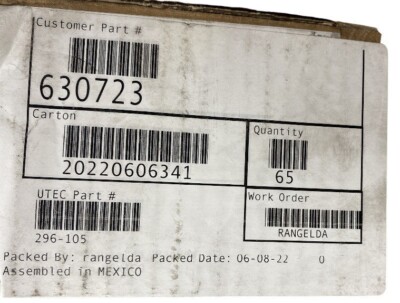 Customer Part #
630723
Carton
20220606341
Quantity
65
UTEC Part #
296-105
Work Order
RANGELDA
Packed By: rangelda Packed Date: 06-08-22 0
Assembled in MEXICO